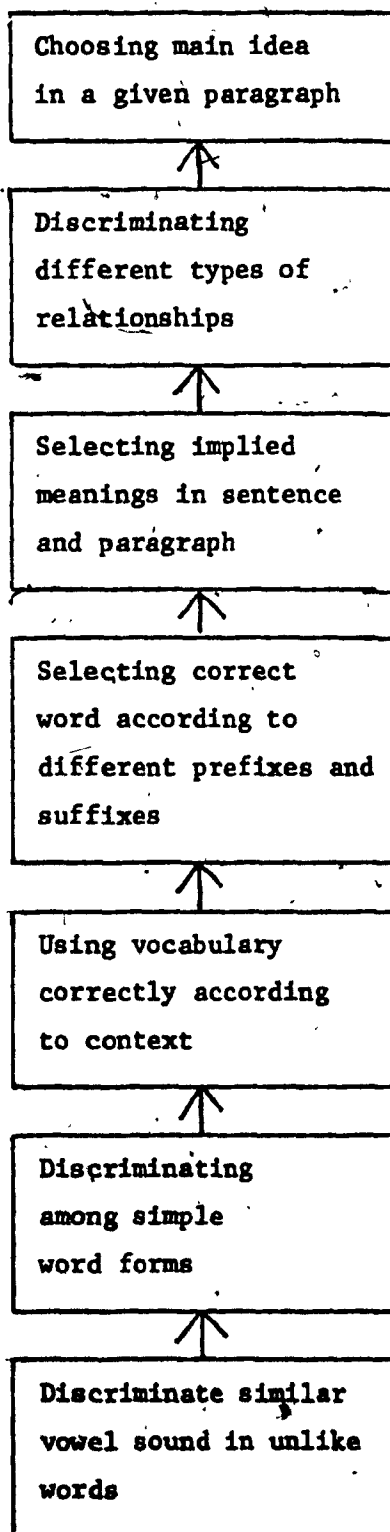 Choosing main idea
in a given paragraph
Discriminating
different types of
relationships
Selecting implied
meanings in sentence
and paragraph
Selecting correct
word according to
different prefixes and
suffixes
Using vocabulary
correctly according
to context
Discriminating
among simple
word forms
Discriminate similar
vowel sound in unlike
words